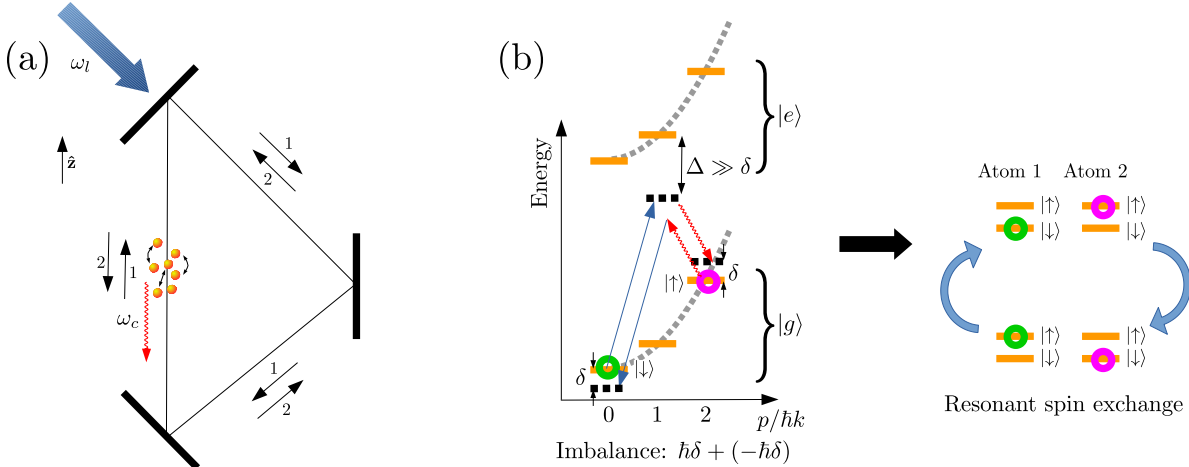 (a)
ω_l
ẑ
1
2
2
1
ω_c
1
2
(b)
Energy
|e⟩
Δ ≫ δ
|↑⟩
δ
|g⟩
δ
|↓⟩
0 1 2 p/ħk
Imbalance: ħδ + (−ħδ)
Atom 1 Atom 2
|↑⟩ |↑⟩
|↓⟩ |↓⟩
|↑⟩ |↑⟩
|↓⟩ |↓⟩
Resonant spin exchange